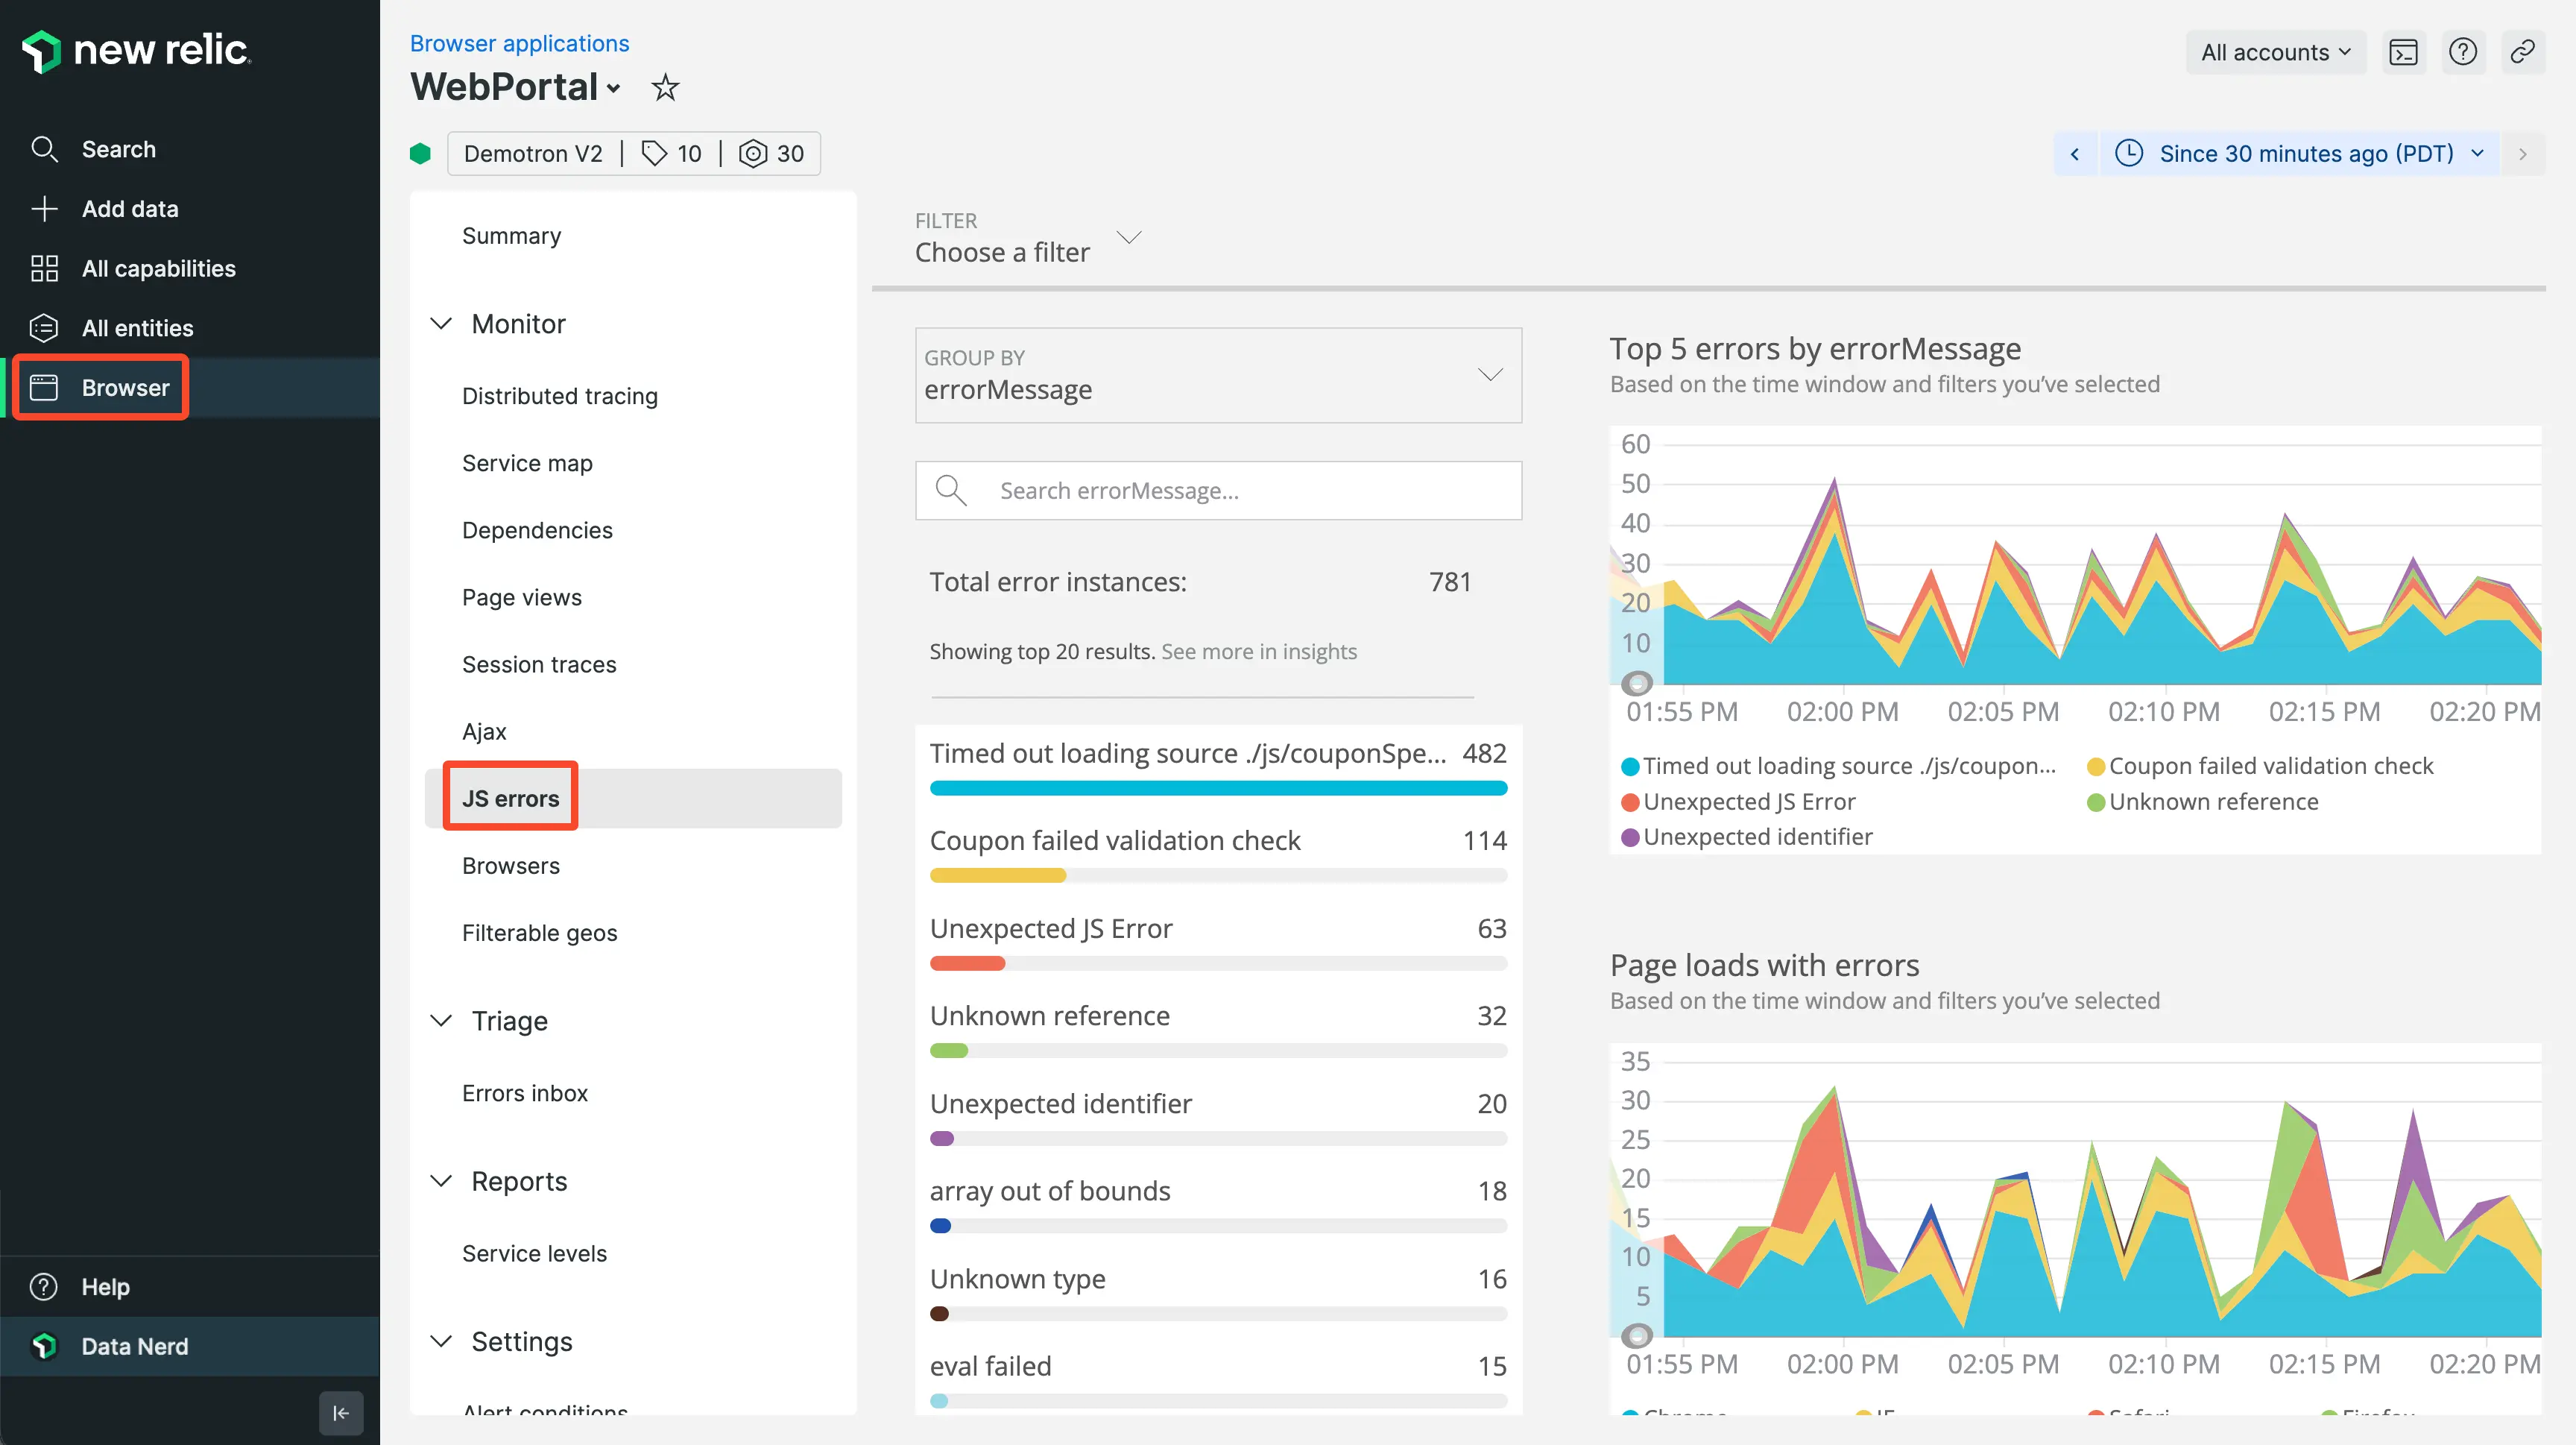 new relic.
Search
Add data
All capabilities
All entities
Browser
Help
Data Nerd
Browser applications
WebPortal
All accounts
Demotron V2 | 10 | 30
Since 30 minutes ago (PDT)
Summary
Monitor
Distributed tracing
Service map
Dependencies
Page views
Session traces
Ajax
JS errors
Browsers
Filterable geos
Triage
Errors inbox
Reports
Service levels
Settings
Alert conditions
FILTER
Choose a filter
GROUP BY
errorMessage
Search errorMessage...
Total error instances: 781
Showing top 20 results. See more in insights
Timed out loading source ./js/couponSpe... 482
Coupon failed validation check 114
Unexpected JS Error 63
Unknown reference 32
Unexpected identifier 20
array out of bounds 18
Unknown type 16
eval failed 15
Top 5 errors by errorMessage
Based on the time window and filters you’ve selected
60
50
40
30
20
10
01:55 PM 02:00 PM 02:05 PM 02:10 PM 02:15 PM 02:20 PM
Timed out loading source ./js/coupon... Coupon failed validation check
Unexpected JS Error Unknown reference
Unexpected identifier
Page loads with errors
Based on the time window and filters you’ve selected
35
30
25
20
15
10
5
01:55 PM 02:00 PM 02:05 PM 02:10 PM 02:15 PM 02:20 PM
Chrome IE Safari Firefox